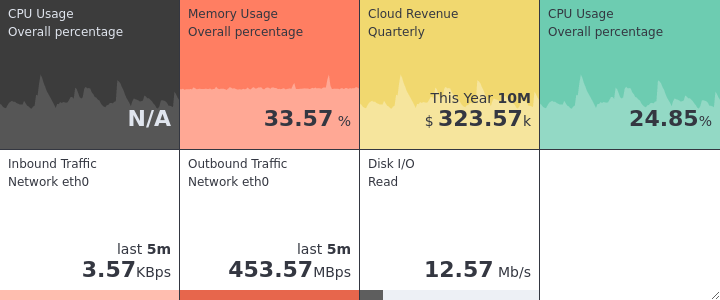 CPU Usage
Overall percentage
N/A
Memory Usage
Overall percentage
33.57 %
Cloud Revenue
Quarterly
This Year 10M
$ 323.57k
CPU Usage
Overall percentage
24.85%
Inbound Traffic
Network eth0
last 5m
3.57KBps
Outbound Traffic
Network eth0
last 5m
453.57MBps
Disk I/O
Read
12.57 Mb/s